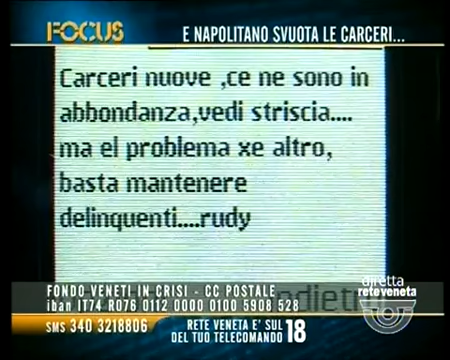 FOCUS
E NAPOLITANO SVUOTA LE CARCERI...
Carceri nuove ,ce ne sono in
abbondanza,vedi striscia....
ma el problema xe altro,
basta mantenere
delinquenti....rudy
diretta
reteveneta
FONDO VENETI IN CRISI - CC POSTALE
iban IT74 R076 0112 0000 0100 5908 528
SMS 340 3218806
RETE VENETA E' SUL
DEL TUO TELECOMANDO 18